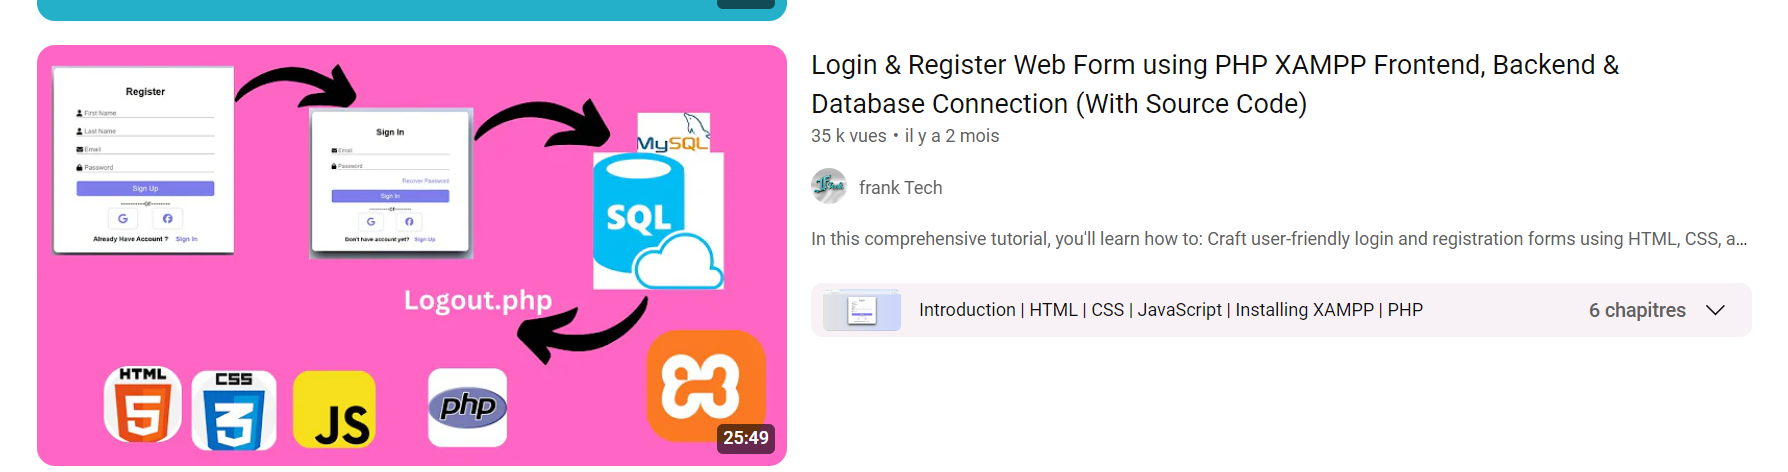 Register
First Name
Last Name
Email
Password
Sign Up
----------or--------
G
Already Have Account ? Sign In
Sign In
Email
Password
Recover Password
Sign In
----------or--------
G
Don't have account yet? Sign Up
MySQL
SQL
Logout.php
HTML
5
CSS
3
JS
php
25:49
Login & Register Web Form using PHP XAMPP Frontend, Backend &
Database Connection (With Source Code)
35 k vues • il y a 2 mois
frank Tech
In this comprehensive tutorial, you'll learn how to: Craft user-friendly login and registration forms using HTML, CSS, a...
Introduction | HTML | CSS | JavaScript | Installing XAMPP | PHP
6 chapitres